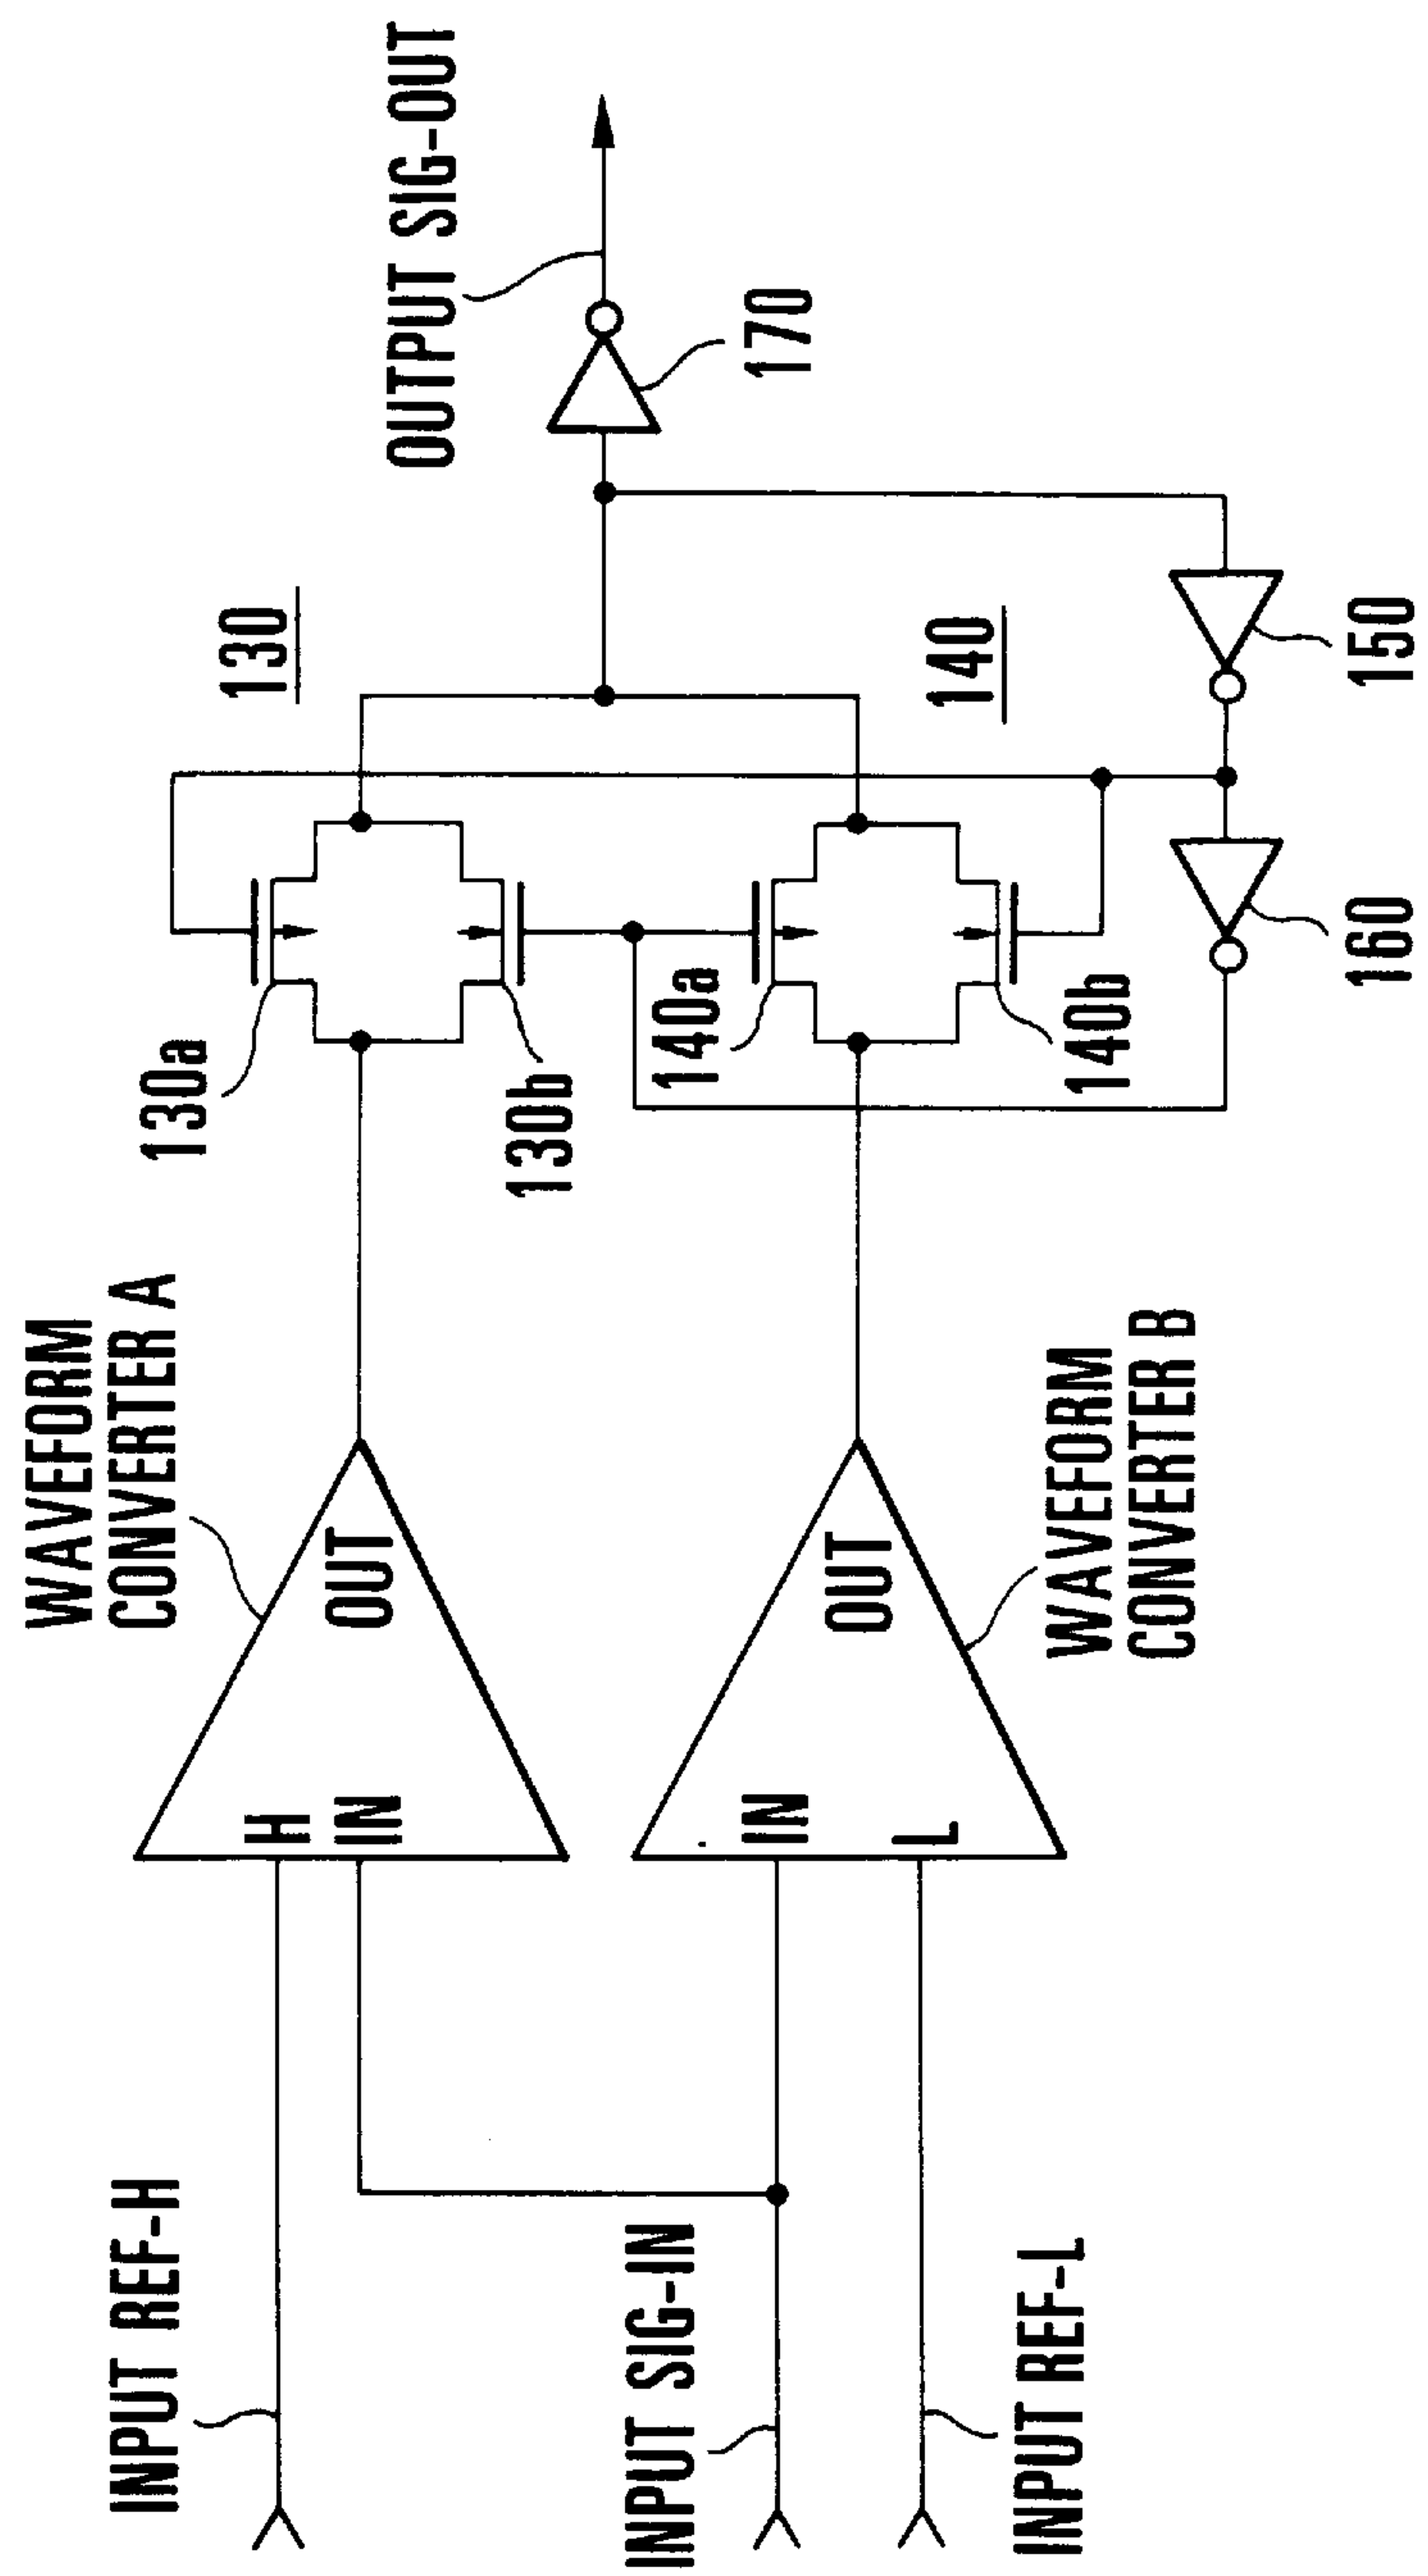 INPUT REF-H
INPUT SIG-IN
INPUT REF-L
WAVEFORM
CONVERTER A
H
IN
OUT
WAVEFORM
CONVERTER B
IN
L
OUT
130a
130b
130
140a
140b
140
150
160
170
OUTPUT SIG-OUT